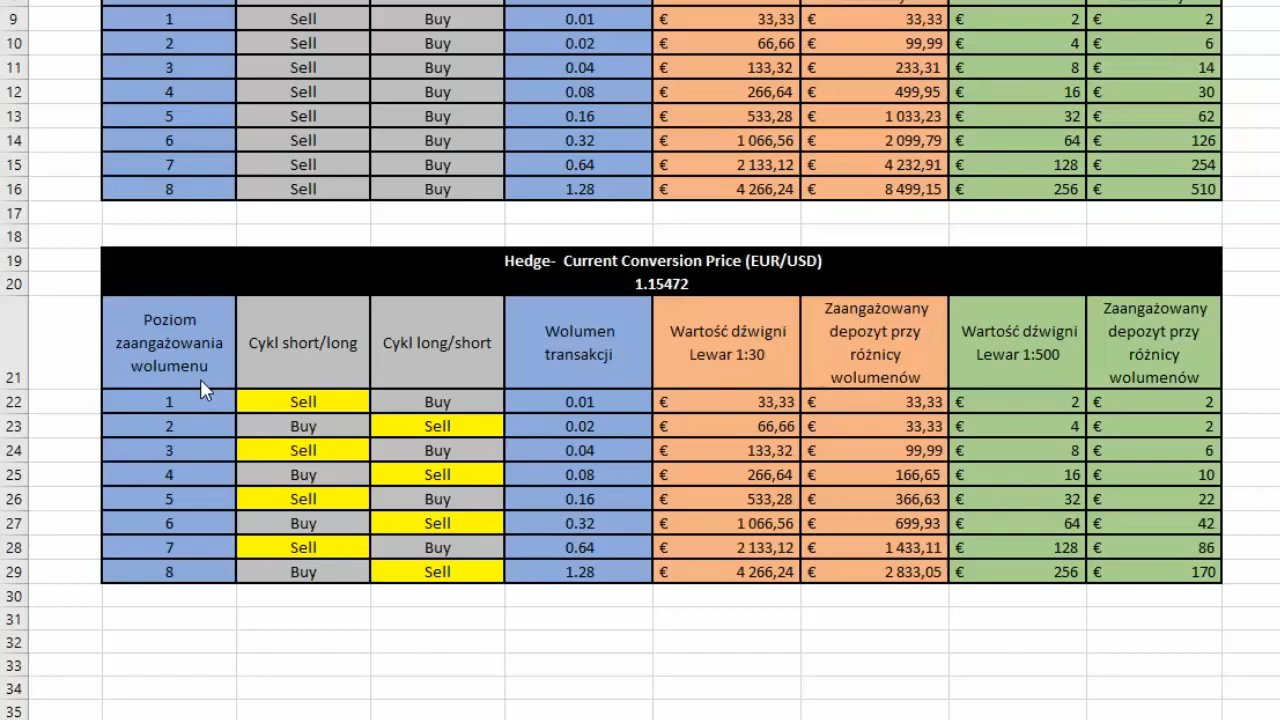 9 1 Sell Buy 0.01 € 33,33 € 33,33 € 2 € 2
10 2 Sell Buy 0.02 € 66,66 € 99,99 € 4 € 6
11 3 Sell Buy 0.04 € 133,32 € 233,31 € 8 € 14
12 4 Sell Buy 0.08 € 266,64 € 499,95 € 16 € 30
13 5 Sell Buy 0.16 € 533,28 € 1 033,23 € 32 € 62
14 6 Sell Buy 0.32 € 1 066,56 € 2 099,79 € 64 € 126
15 7 Sell Buy 0.64 € 2 133,12 € 4 232,91 € 128 € 254
16 8 Sell Buy 1.28 € 4 266,24 € 8 499,15 € 256 € 510
17
18
19 Hedge- Current Conversion Price (EUR/USD)
20 1.15472
21
Poziom
zaangażowania
wolumenu
Cykl short/long
Cykl long/short
Wolumen
transakcji
Wartość dźwigni
Lewar 1:30
Zaangażowany
depozyt przy
różnicy
wolumenów
Wartość dźwigni
Lewar 1:500
Zaangażowany
depozyt przy
różnicy
wolumenów
22 1 Sell Buy 0.01 € 33,33 € 33,33 € 2 € 2
23 2 Buy Sell 0.02 € 66,66 € 33,33 € 4 € 2
24 3 Sell Buy 0.04 € 133,32 € 99,99 € 8 € 6
25 4 Buy Sell 0.08 € 266,64 € 166,65 € 16 € 10
26 5 Sell Buy 0.16 € 533,28 € 366,63 € 32 € 22
27 6 Buy Sell 0.32 € 1 066,56 € 699,93 € 64 € 42
28 7 Sell Buy 0.64 € 2 133,12 € 1 433,11 € 128 € 86
29 8 Buy Sell 1.28 € 4 266,24 € 2 833,05 € 256 € 170
30
31
32
33
34
35